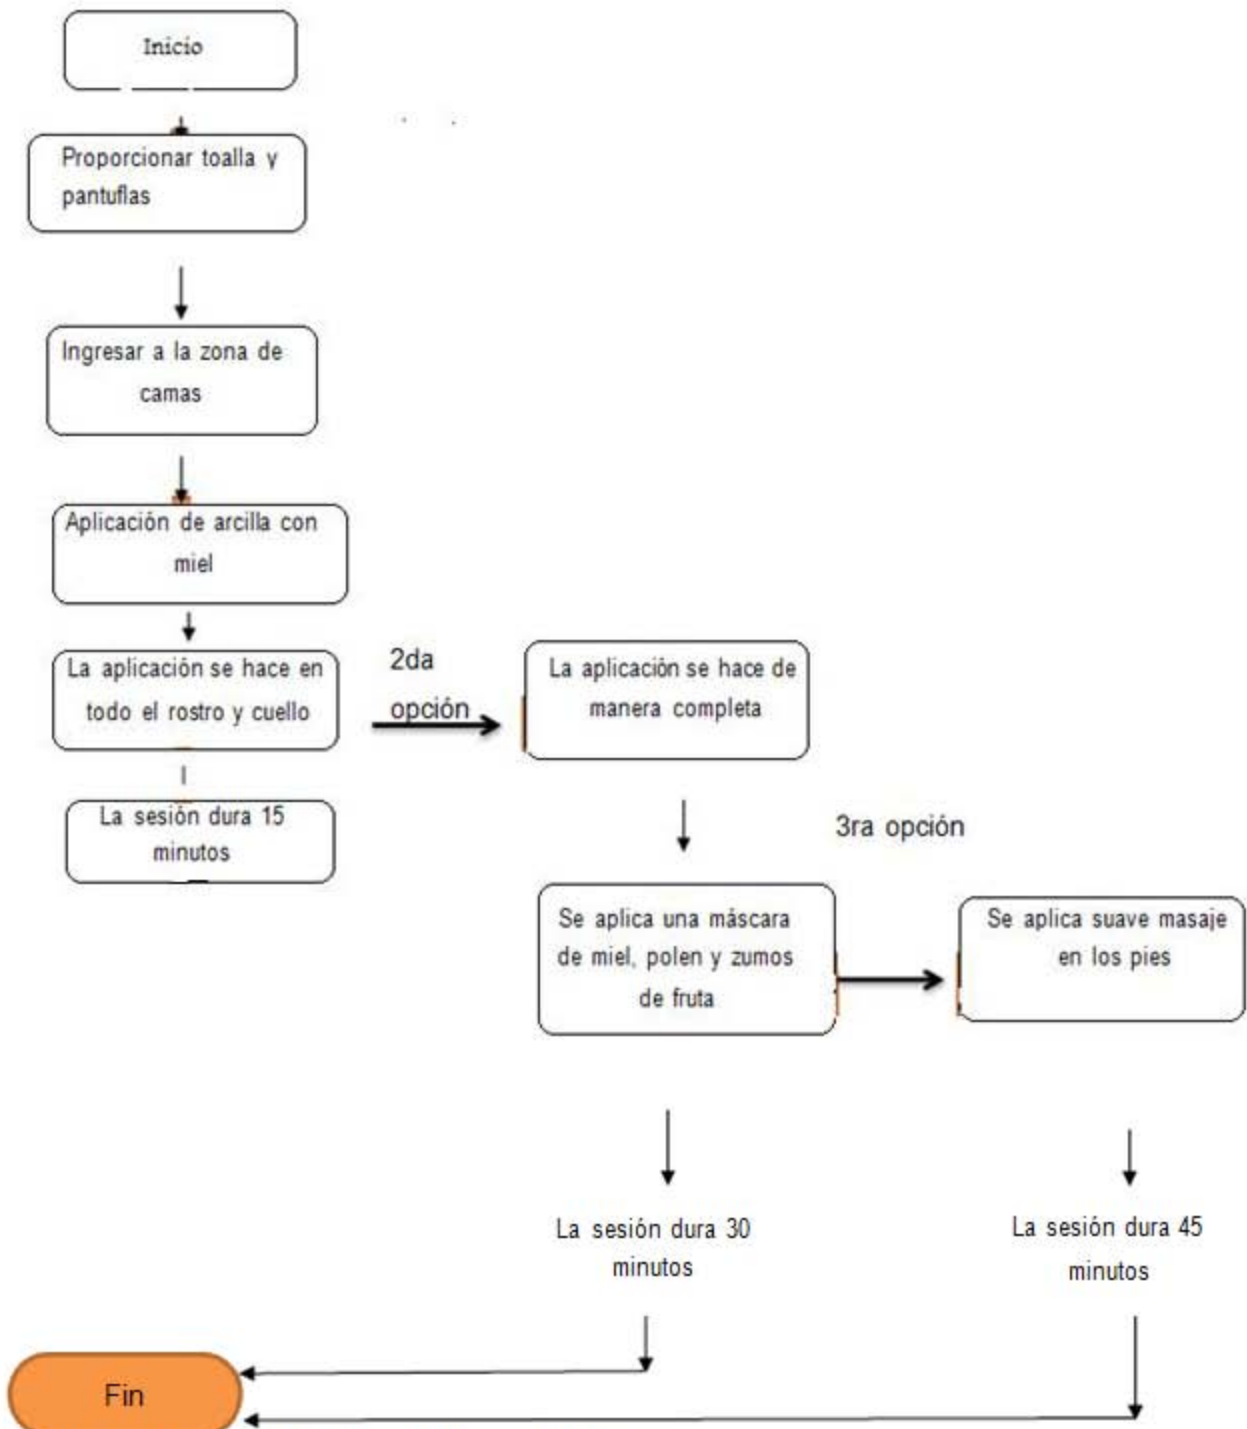 Inicio
Proporcionar toalla y
pantuflas
Ingresar a la zona de
camas
Aplicación de arcilla con
miel
La aplicación se hace en
todo el rostro y cuello
2da
opción
La aplicación se hace de
manera completa
La sesión dura 15
minutos
3ra opción
Se aplica una máscara
de miel, polen y zumos
de fruta
Se aplica suave masaje
en los pies
La sesión dura 30
minutos
La sesión dura 45
minutos
Fin